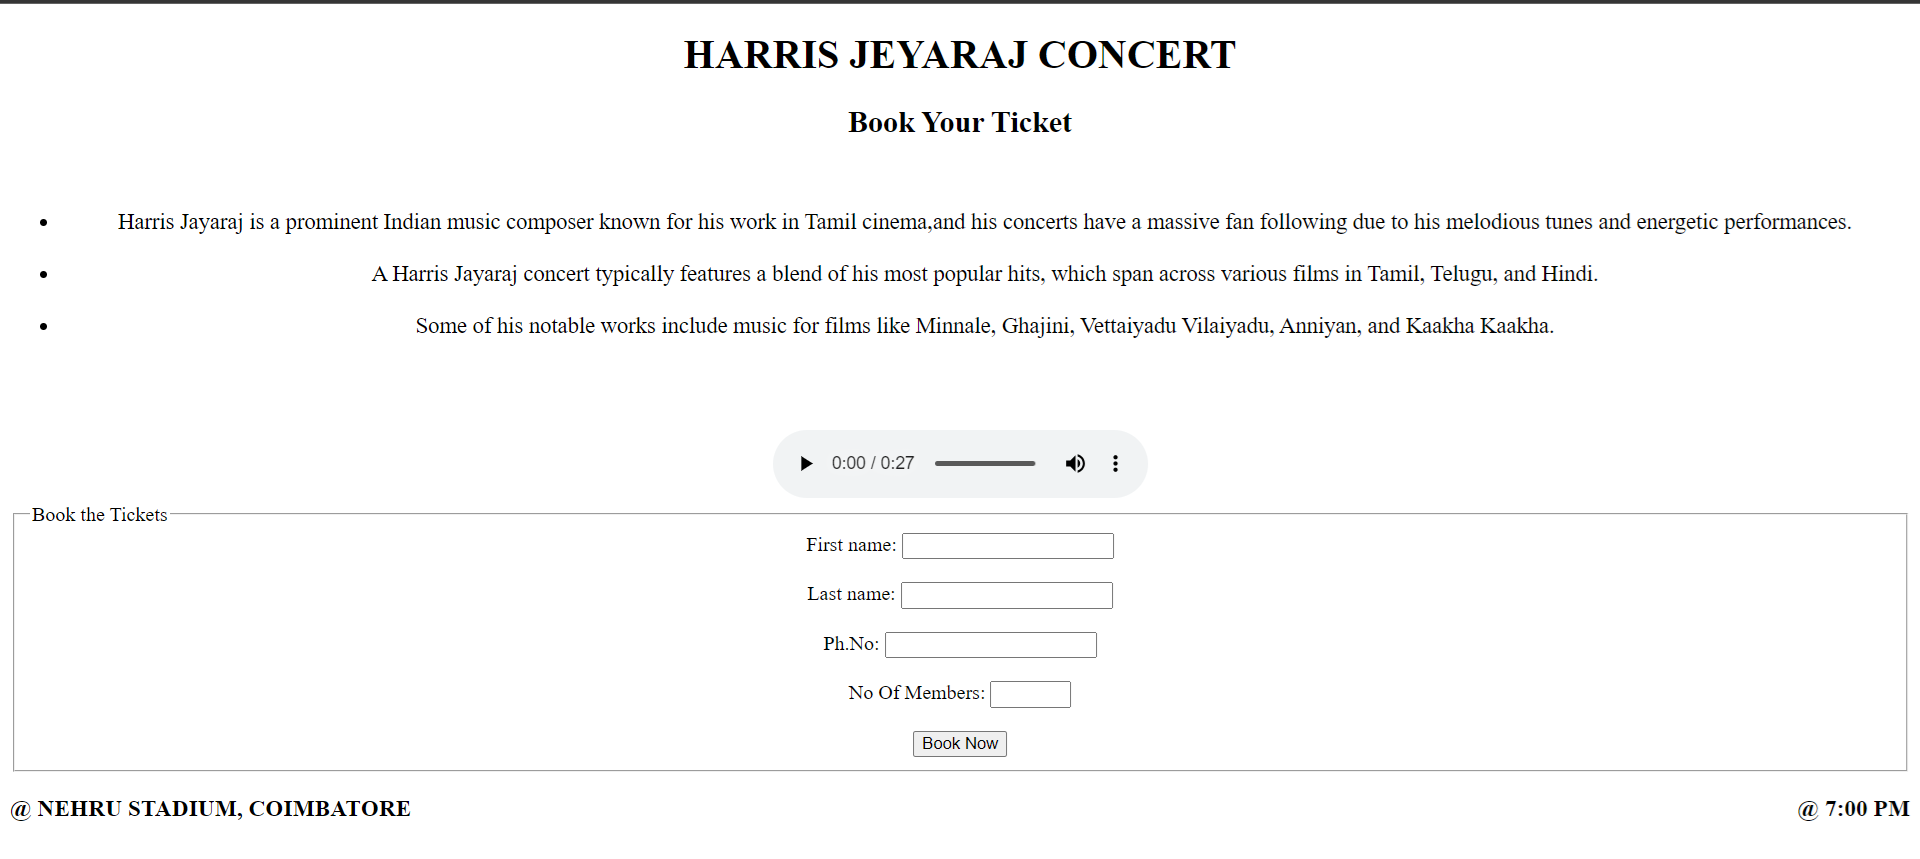 HARRIS JEYARAJ CONCERT
Book Your Ticket
Harris Jayaraj is a prominent Indian music composer known for his work in Tamil cinema,and his concerts have a massive fan following due to his melodious tunes and energetic performances.
A Harris Jayaraj concert typically features a blend of his most popular hits, which span across various films in Tamil, Telugu, and Hindi.
Some of his notable works include music for films like Minnale, Ghajini, Vettaiyadu Vilaiyadu, Anniyan, and Kaakha Kaakha.
0:00 / 0:27
Book the Tickets
First name:
Last name:
Ph.No:
No Of Members:
Book Now
@ NEHRU STADIUM, COIMBATORE
@ 7:00 PM